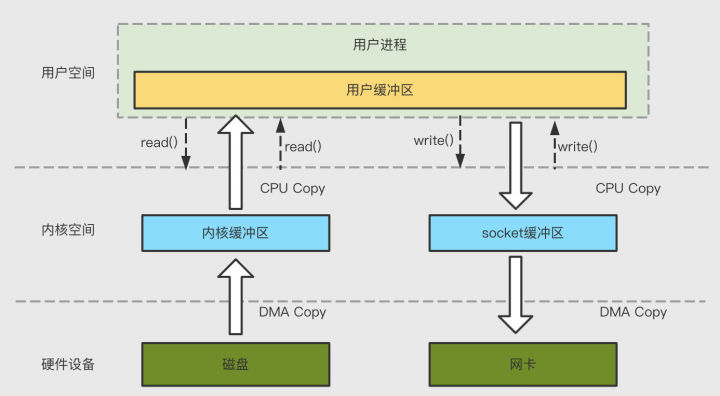 用户进程
用户空间
用户缓冲区
read()
read()
write()
write()
CPU Copy
CPU Copy
内核空间
内核缓冲区
socket缓冲区
DMA Copy
DMA Copy
硬件设备
磁盘
网卡